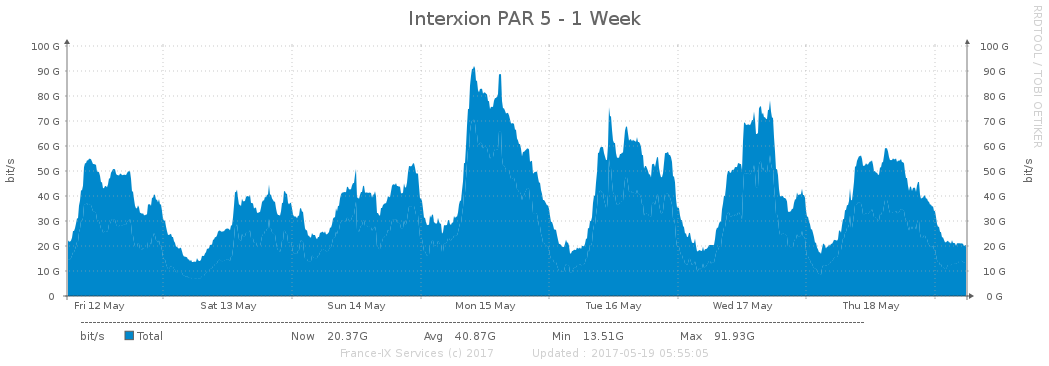 Interxion PAR 5 - 1 Week
RRDTOOL / TOBI OETIKER
bit/s
100 G
90 G
80 G
70 G
60 G
50 G
40 G
30 G
20 G
10 G
0
100 G
90 G
80 G
70 G
60 G
50 G
40 G
30 G
20 G
10 G
0 G
bit/s
Fri 12 May Sat 13 May Sun 14 May Mon 15 May Tue 16 May Wed 17 May Thu 18 May
bit/s Total Now 20.37G Avg 40.87G Min 13.51G Max 91.93G
France-IX Services (c) 2017 Updated : 2017-05-19 05:55:05